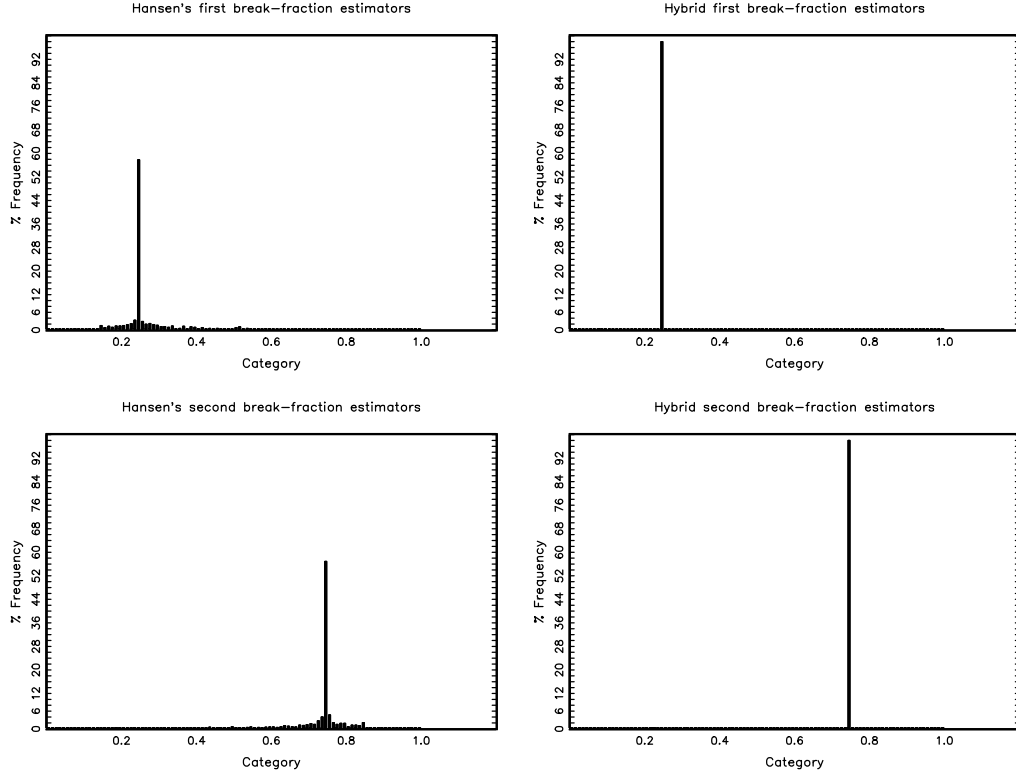 Hansen's first break-fraction estimators
% Frequency
0 6 12 20 28 36 44 52 60 68 76 84 92
0.2 0.4 0.6 0.8 1.0
Category
Hybrid first break-fraction estimators
% Frequency
0 6 12 20 28 36 44 52 60 68 76 84 92
0.2 0.4 0.6 0.8 1.0
Category
Hansen's second break-fraction estimators
% Frequency
0 6 12 20 28 36 44 52 60 68 76 84 92
0.2 0.4 0.6 0.8 1.0
Category
Hybrid second break-fraction estimators
% Frequency
0 6 12 20 28 36 44 52 60 68 76 84 92
0.2 0.4 0.6 0.8 1.0
Category